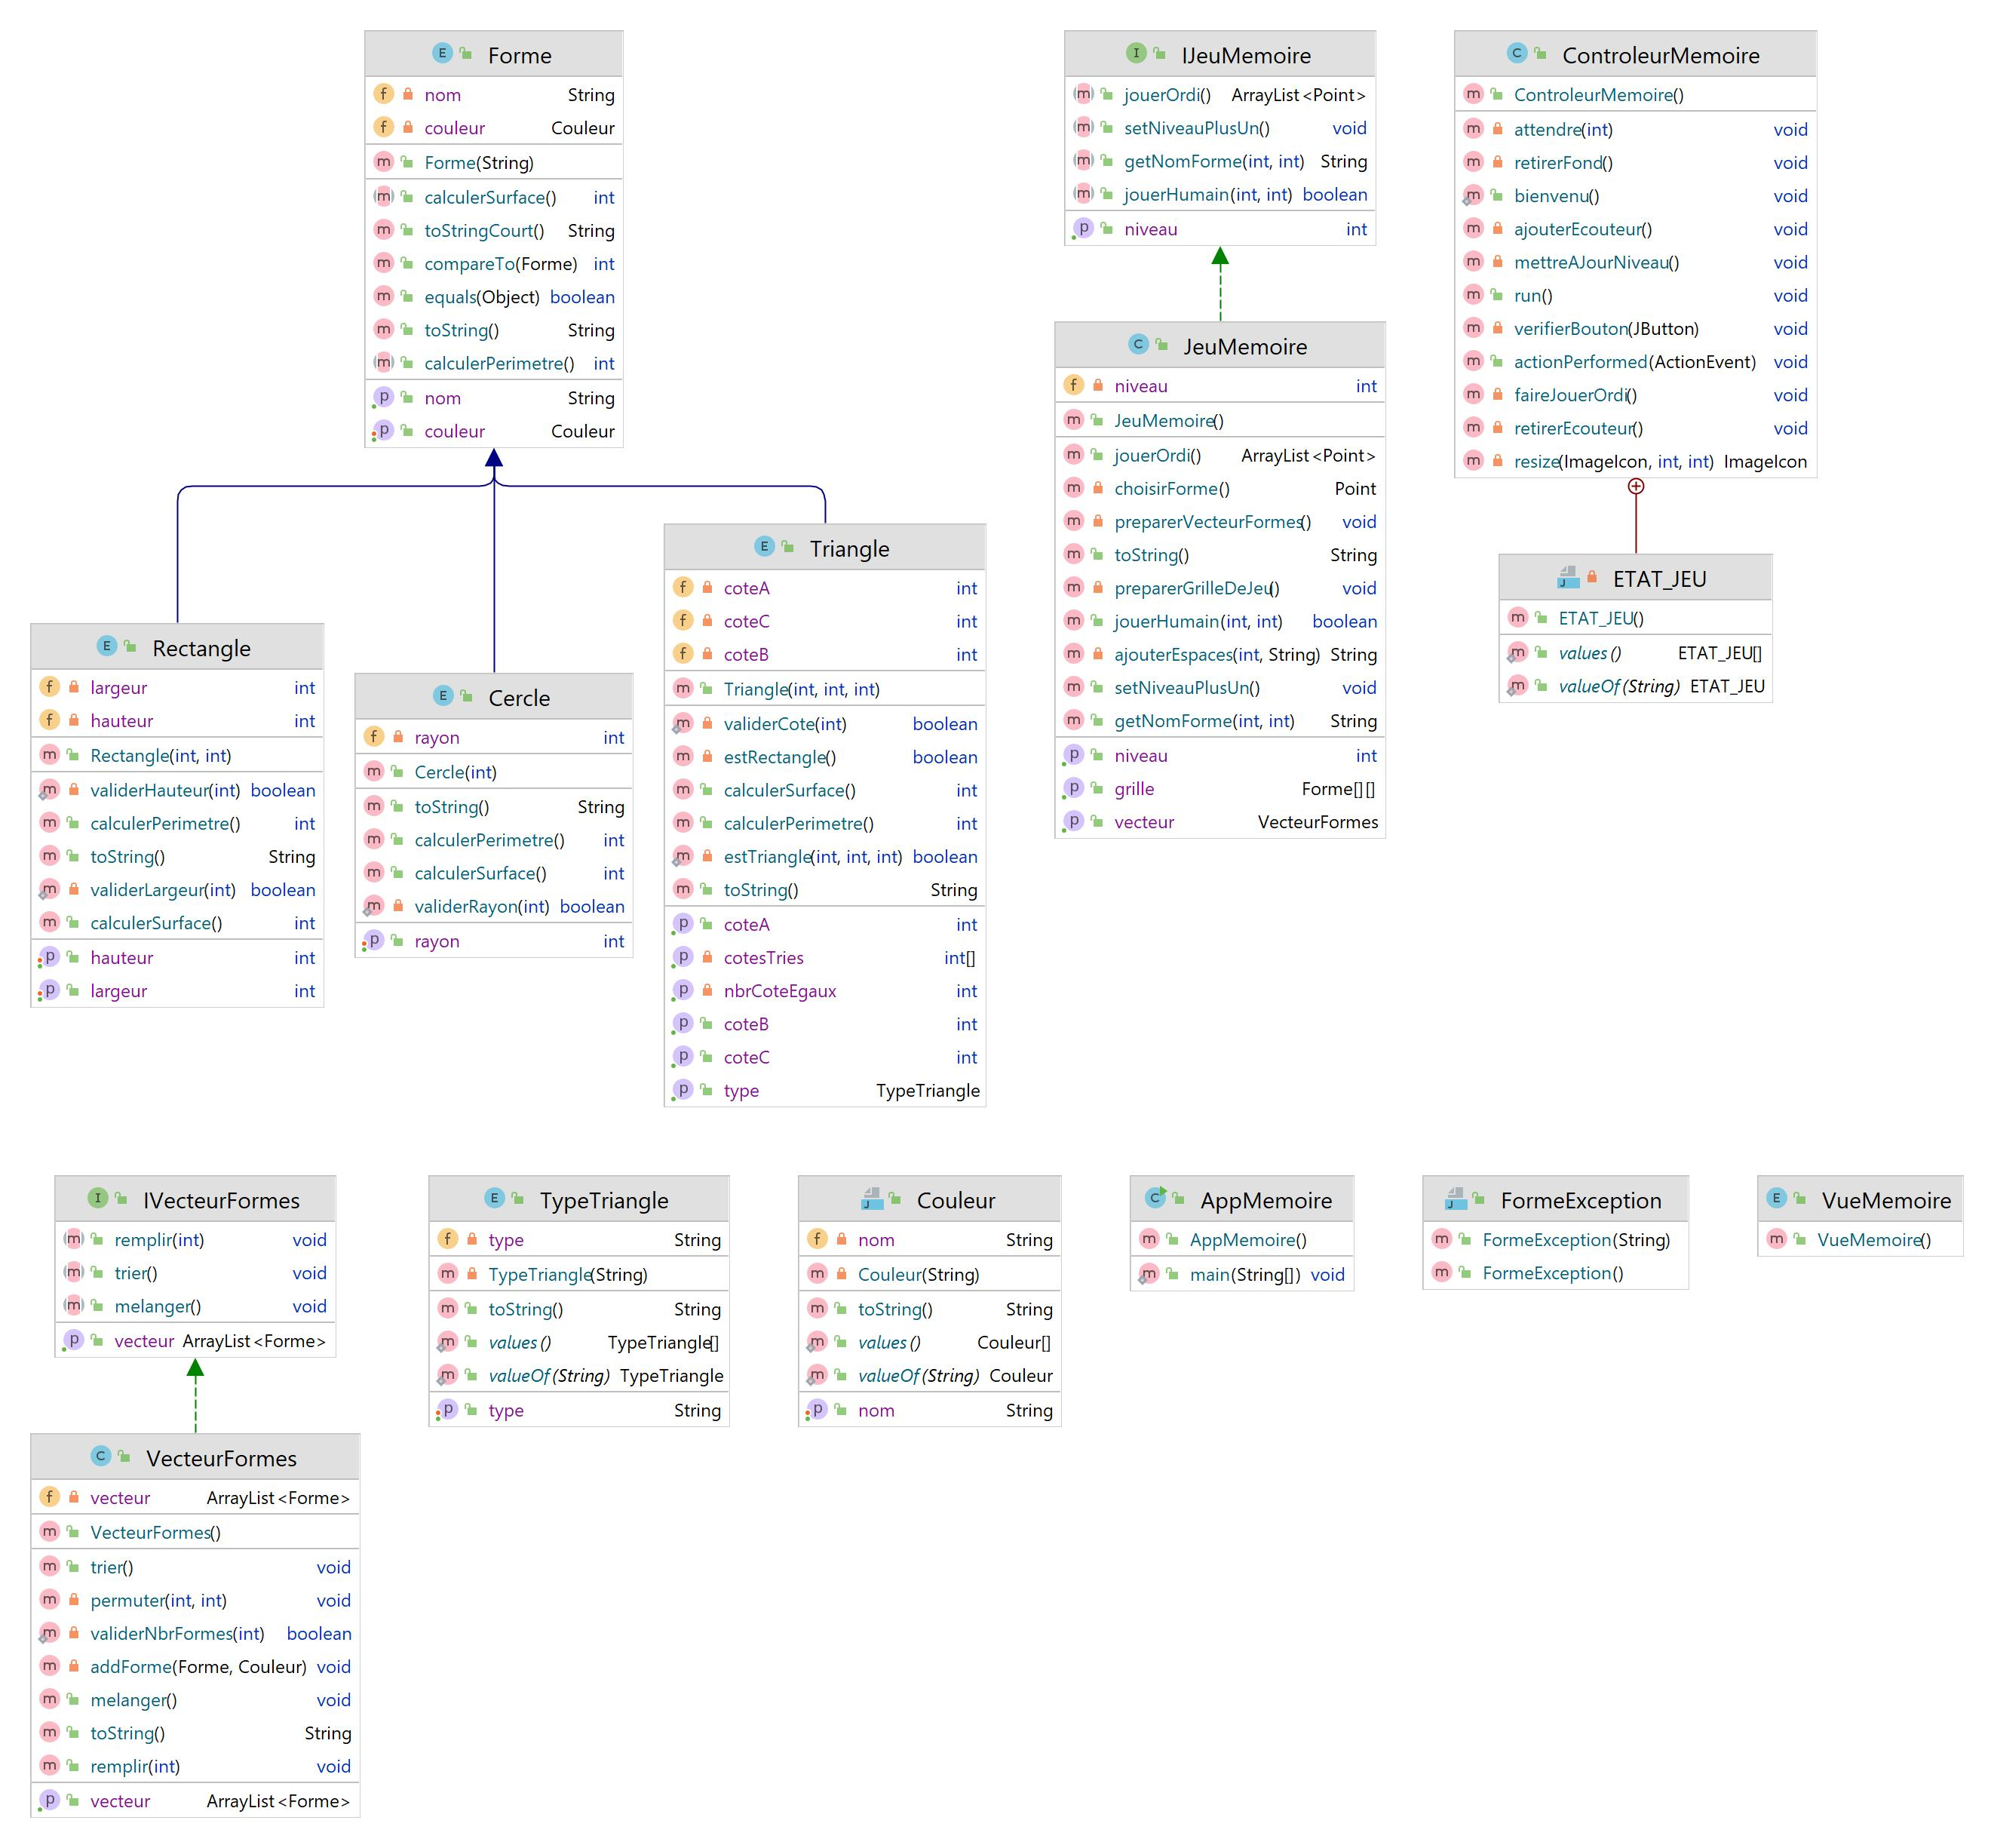 Forme
nom String
couleur Couleur
Forme(String)
calculerSurface() int
toStringCourt() String
compareTo(Forme) int
equals(Object) boolean
toString() String
calculerPerimetre() int
nom String
couleur Couleur
IJeuMemoire
jouerOrdi() ArrayList<Point>
setNiveauPlusUn() void
getNomForme(int, int) String
jouerHumain(int, int) boolean
niveau int
ControleurMemoire
ControleurMemoire()
attendre(int) void
retirerFond() void
bienvenu() void
ajouterEcouteur() void
mettreAJourNiveau() void
run() void
verifierBouton(JButton) void
actionPerformed(ActionEvent) void
faireJouerOrdi() void
retirerEcouteur() void
resize(ImageIcon, int, int) ImageIcon
JeuMemoire
niveau int
JeuMemoire()
jouerOrdi() ArrayList<Point>
choisirForme() Point
preparerVecteurFormes() void
toString() String
preparerGrilleDeJeu() void
jouerHumain(int, int) boolean
ajouterEspaces(int, String) String
setNiveauPlusUn() void
getNomForme(int, int) String
niveau int
grille Forme[][]
vecteur VecteurFormes
ETAT_JEU
ETAT_JEU()
values() ETAT_JEU[]
valueOf(String) ETAT_JEU
Rectangle
largeur int
hauteur int
Rectangle(int, int)
validerHauteur(int) boolean
calculerPerimetre() int
toString() String
validerLargeur(int) boolean
calculerSurface() int
hauteur int
largeur int
Cercle
rayon int
Cercle(int)
toString() String
calculerPerimetre() int
calculerSurface() int
validerRayon(int) boolean
rayon int
Triangle
coteA int
coteC int
coteB int
Triangle(int, int, int)
validerCote(int) boolean
estRectangle() boolean
calculerSurface() int
calculerPerimetre() int
estTriangle(int, int, int) boolean
toString() String
coteA int
cotesTries int[]
nbrCoteEgaux int
coteB int
coteC int
type TypeTriangle
IVecteurFormes
remplir(int) void
trier() void
melanger() void
vecteur ArrayList<Forme>
TypeTriangle
type String
TypeTriangle(String)
toString() String
values() TypeTriangle[]
valueOf(String) TypeTriangle
type String
Couleur
nom String
Couleur(String)
toString() String
values() Couleur[]
valueOf(String) Couleur
nom String
AppMemoire
AppMemoire()
main(String[]) void
FormeException
FormeException(String)
FormeException()
VueMemoire
VueMemoire()
VecteurFormes
vecteur ArrayList<Forme>
VecteurFormes()
trier() void
permuter(int, int) void
validerNbrFormes(int) boolean
addForme(Forme, Couleur) void
melanger() void
toString() String
remplir(int) void
vecteur ArrayList<Forme>